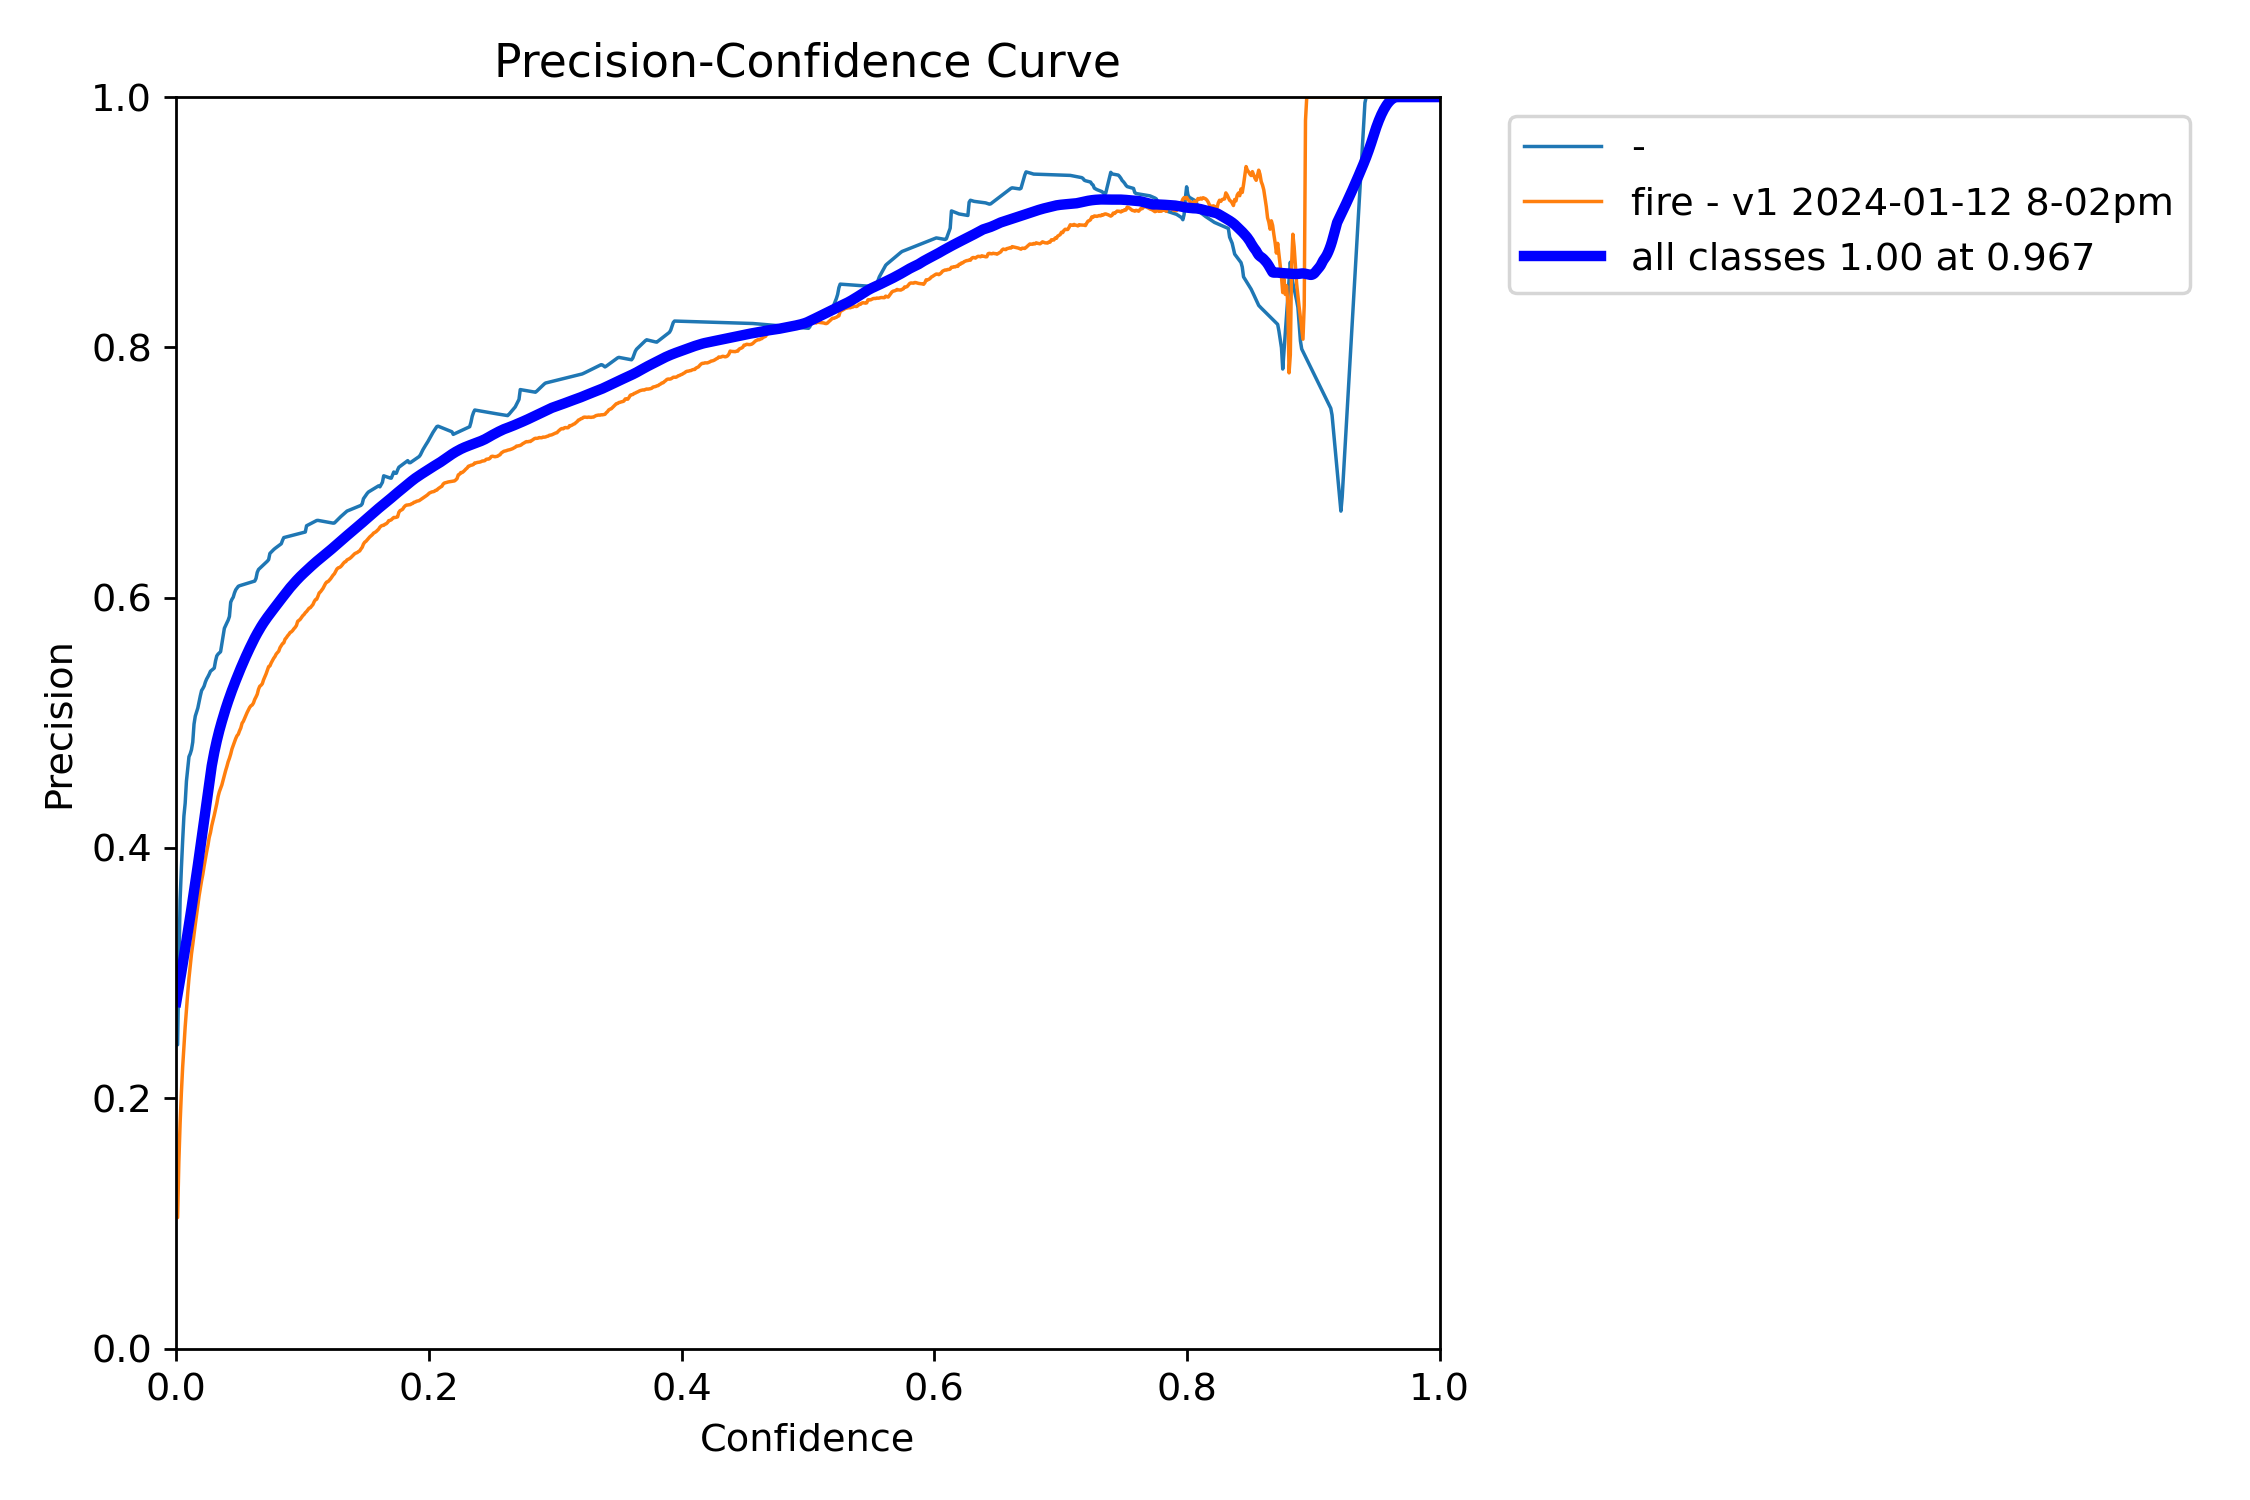 Precision-Confidence Curve
1.0
0.8
0.6
0.4
0.2
0.0
Precision
0.0 0.2 0.4 0.6 0.8 1.0
Confidence
-
fire - v1 2024-01-12 8-02pm
all classes 1.00 at 0.967